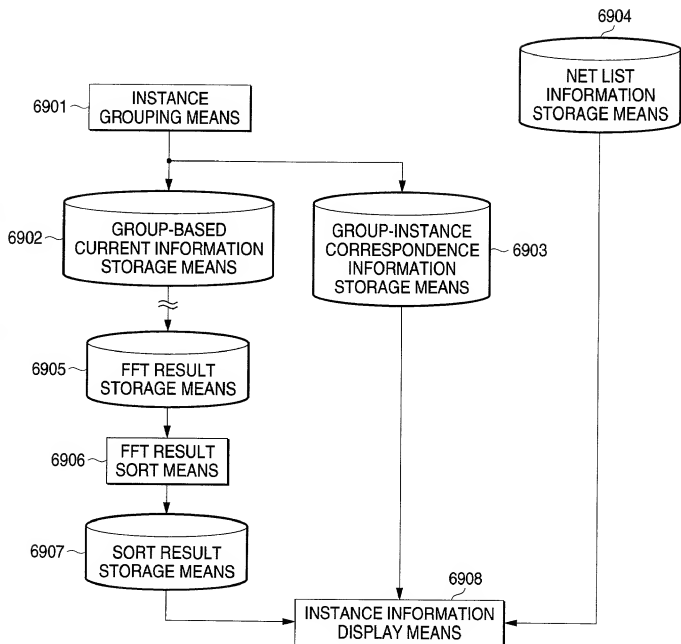 6904
NET LIST
INFORMATION
STORAGE MEANS
6901
INSTANCE
GROUPING MEANS
6902
GROUP-BASED
CURRENT INFORMATION
STORAGE MEANS
GROUP-INSTANCE
CORRESPONDENCE
INFORMATION
STORAGE MEANS
6903
6905
FFT RESULT
STORAGE MEANS
6906
FFT RESULT
SORT MEANS
6907
SORT RESULT
STORAGE MEANS
6908
INSTANCE INFORMATION
DISPLAY MEANS